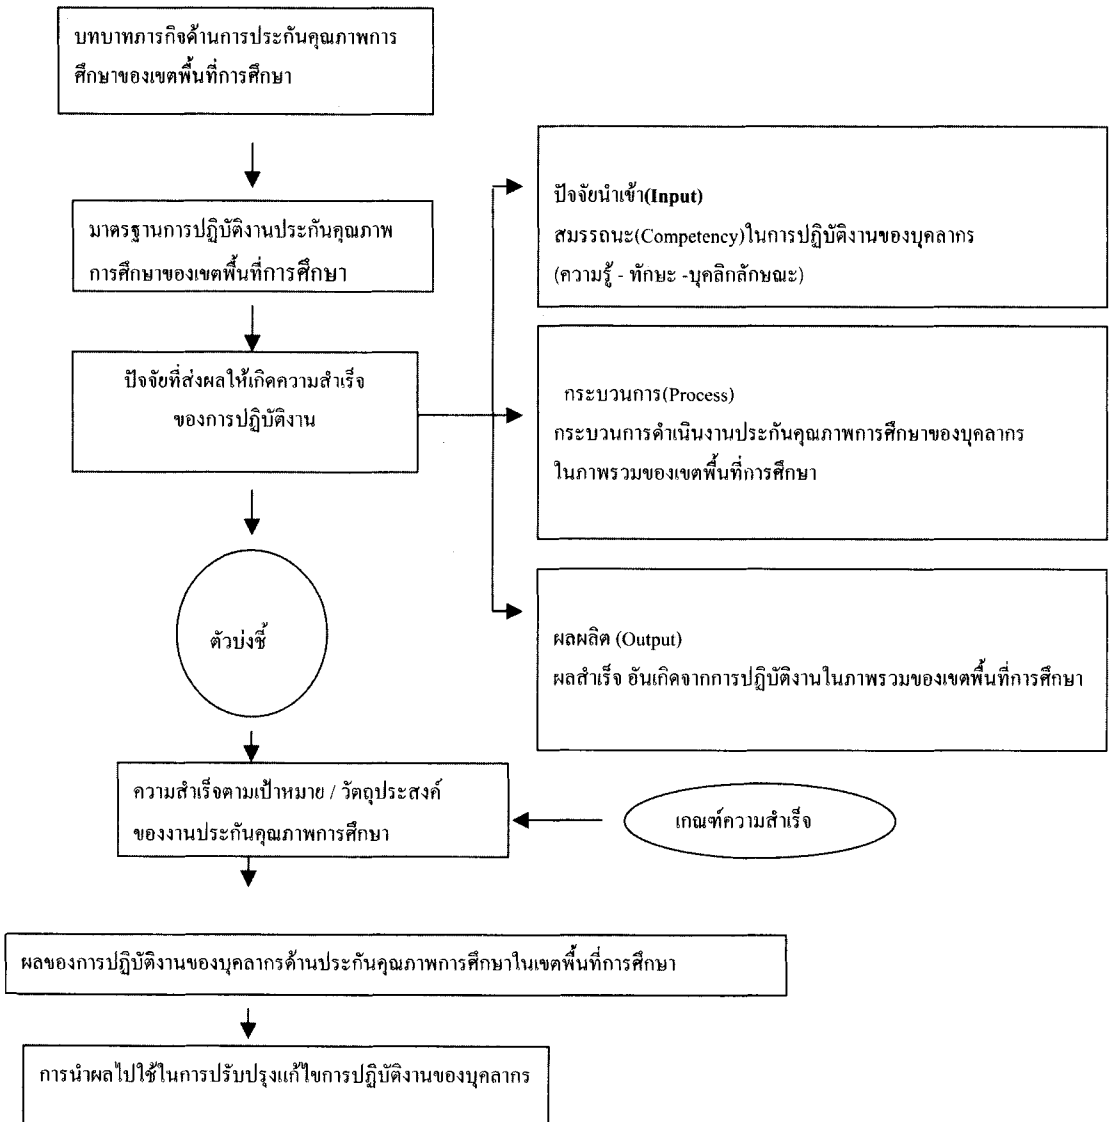 บทบาทภารกิจด้านการประกันคุณภาพการ
ศึกษาของเขตพื้นที่การศึกษา
มาตรฐานการปฏิบัติงานประกันคุณภาพ
การศึกษาของเขตพื้นที่การศึกษา
ปัจจัยที่ส่งผลให้เกิดความสำเร็จ
ของการปฏิบัติงาน
ปัจจัยนำเข้า(Input)
สมรรถนะ(Competency)ในการปฏิบัติงานของบุคลากร
(ความรู้ - ทักษะ -บุคลิกลักษณะ)
กระบวนการ(Process)
กระบวนการดำเนินงานประกันคุณภาพการศึกษาของบุคลากร
ในภาพรวมของเขตพื้นที่การศึกษา
ผลผลิต (Output)
ผลสำเร็จ อันเกิดจากการปฏิบัติงานในภาพรวมของเขตพื้นที่การศึกษา
ตัวบ่งชี้
ความสำเร็จตามเป้าหมาย / วัตถุประสงค์
ของงานประกันคุณภาพการศึกษา
เกณฑ์ความสำเร็จ
ผลของการปฏิบัติงานของบุคลากรด้านประกันคุณภาพการศึกษาในเขตพื้นที่การศึกษา
การนำผลไปใช้ในการปรับปรุงแก้ไขการปฏิบัติงานของบุคลากร